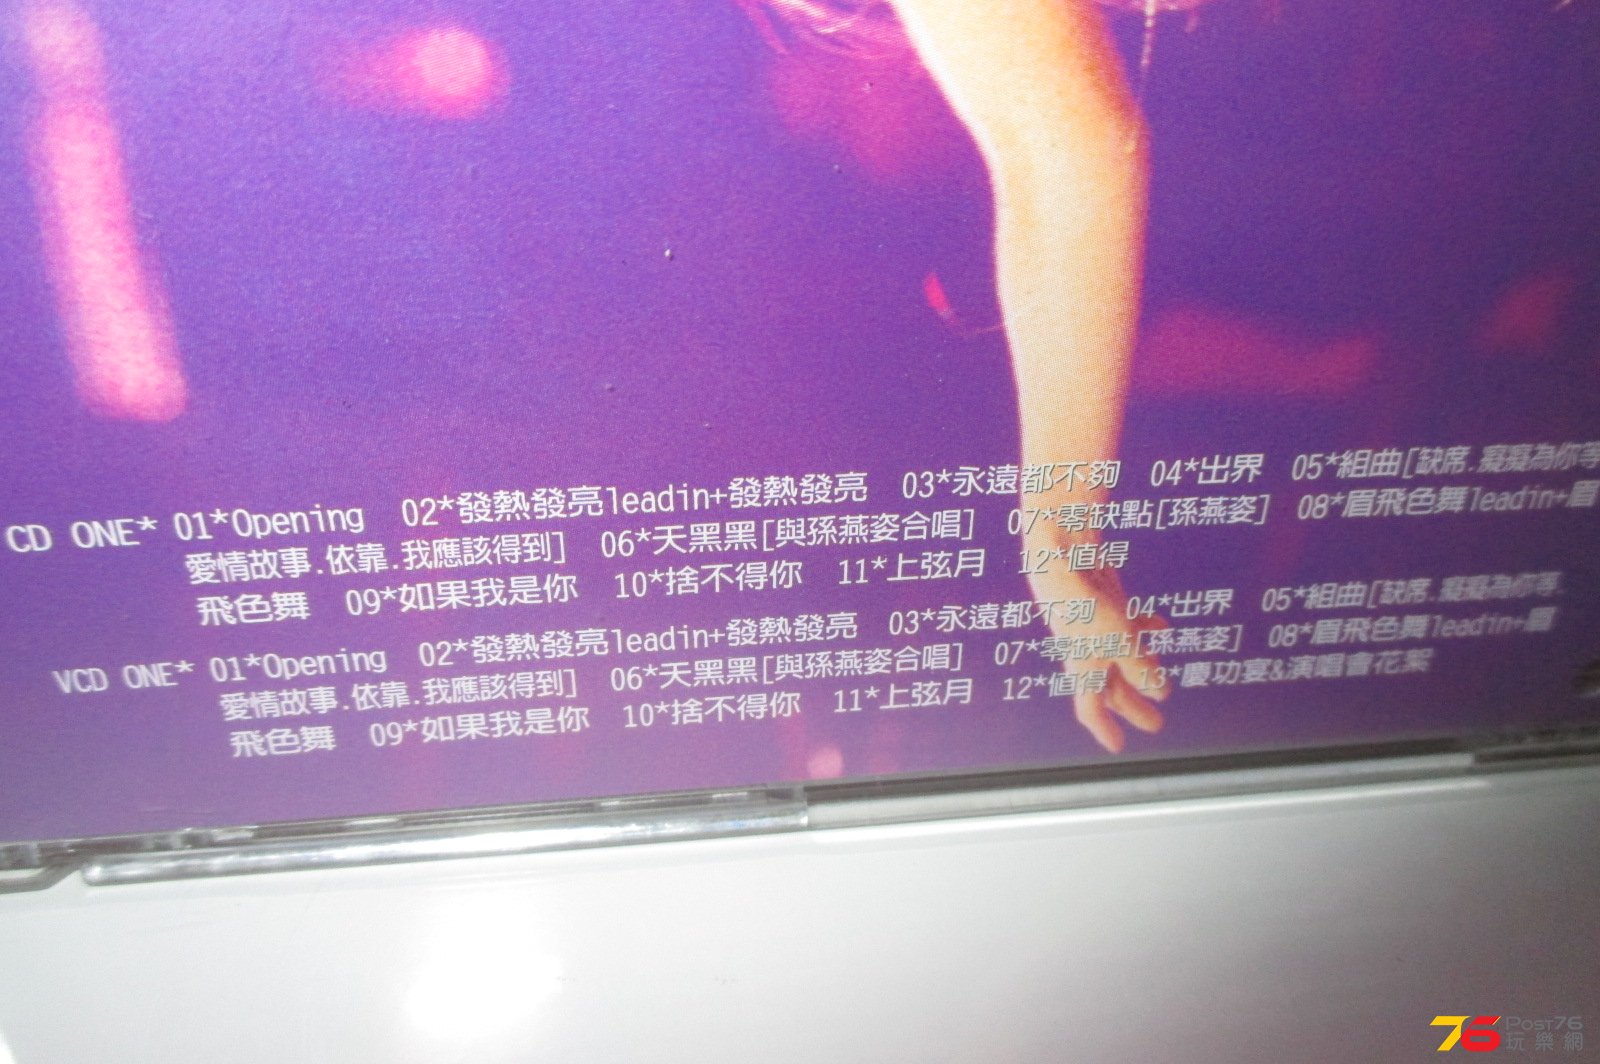 CD ONE* 01*Opening 02*發熱發亮leadin+發熱發亮 03*永遠都不夠 04*出界 05*組曲[缺席.癡癡為你等
愛情故事.依靠.我應該得到] 06*天黑黑[與孫燕姿合唱] 07*零缺點[孫燕姿] 08*眉飛色舞leadin+眉
飛色舞 09*如果我是你 10*捨不得你 11*上弦月 12*值得
VCD ONE* 01*Opening 02*發熱發亮leadin+發熱發亮 03*永遠都不夠 04*出界 05*組曲[缺席.癡癡為你等.
愛情故事.依靠.我應該得到] 06*天黑黑[與孫燕姿合唱] 07*零缺點[孫燕姿] 08*眉飛色舞leadin+眉
飛色舞 09*如果我是你 10*捨不得你 11*上弦月 12*值得 13*慶功宴&演唱會花絮
76 Post76
玩樂網